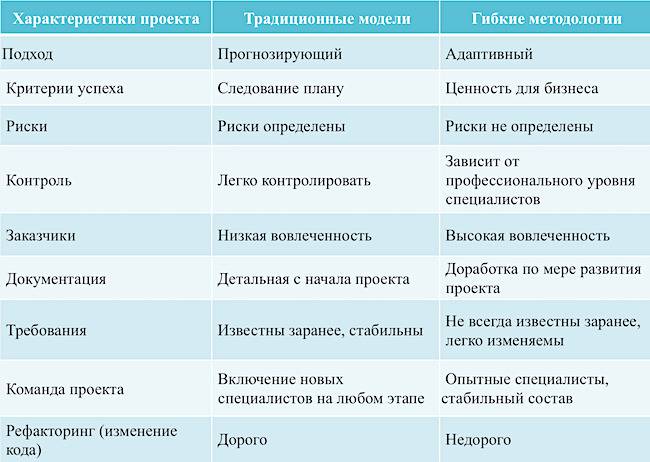 Характеристики проекта Традиционные модели Гибкие методологии
Подход Прогнозирующий Адаптивный
Критерии успеха Следование плану Ценность для бизнеса
Риски Риски определены Риски не определены
Контроль Легко контролировать Зависит от
профессионального уровня
специалистов
Заказчики Низкая вовлеченность Высокая вовлеченность
Документация Детальная с начала проекта Доработка по мере развития
проекта
Требования Известны заранее, стабильны Не всегда известны заранее,
легко изменяемы
Команда проекта Включение новых
специалистов на любом этапе Опытные специалисты,
стабильный состав
Рефакторинг (изменение
кода) Дорого Недорого